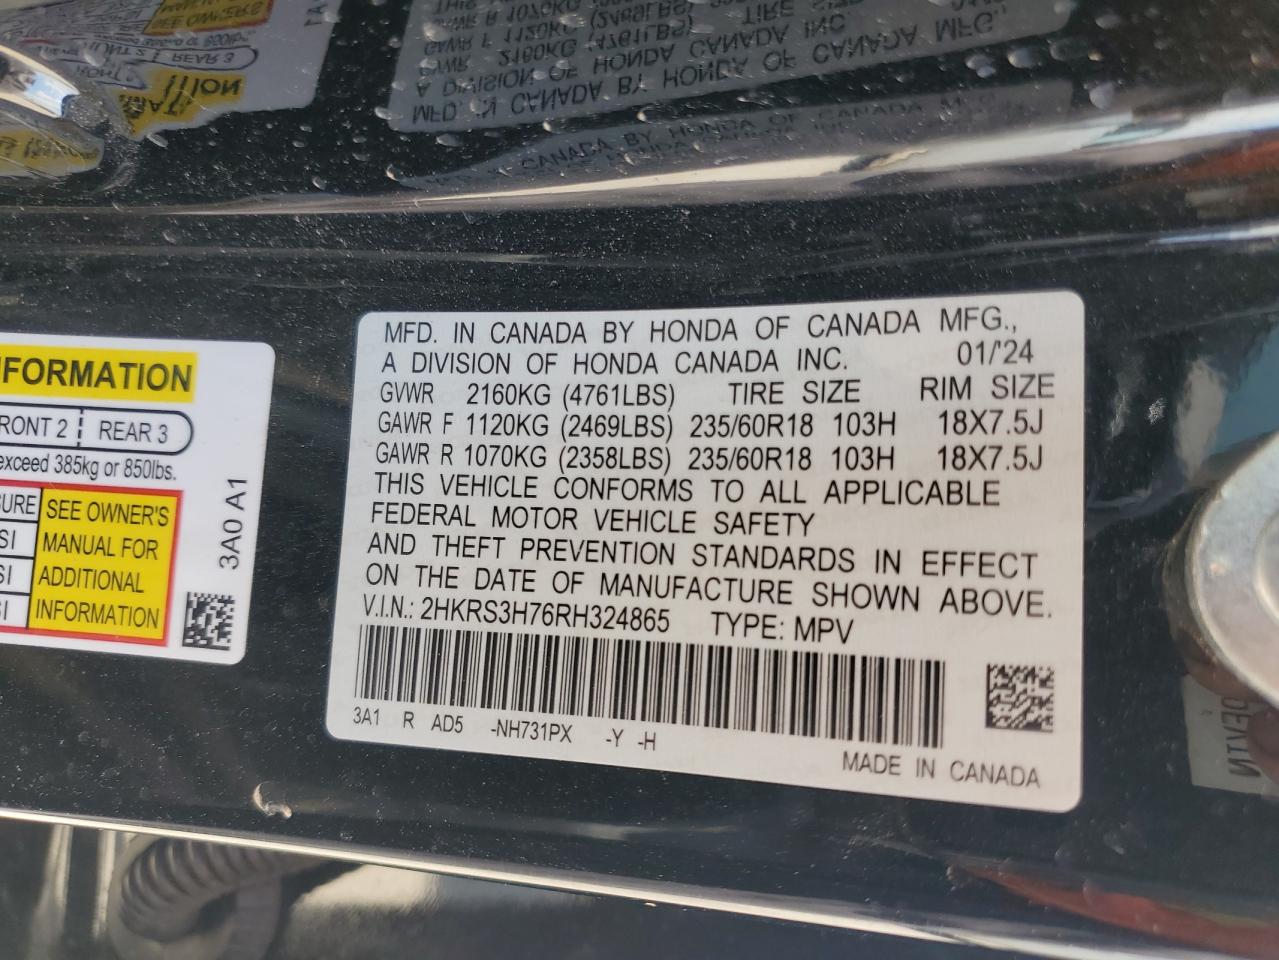 MFD. IN CANADA BY HONDA OF CANADA MFG.,
A DIVISION OF HONDA CANADA INC. 01/'24
GVWR 2160KG (4761LBS) TIRE SIZE RIM SIZE
GAWR F 1120KG (2469LBS) 235/60R18 103H 18X7.5J
GAWR R 1070KG (2358LBS) 235/60R18 103H 18X7.5J
THIS VEHICLE CONFORMS TO ALL APPLICABLE
FEDERAL MOTOR VEHICLE SAFETY
AND THEFT PREVENTION STANDARDS IN EFFECT
ON THE DATE OF MANUFACTURE SHOWN ABOVE.
V.I.N.: 2HKRS3H76RH324865 TYPE: MPV
3A1 R AD5 -NH731PX -Y -H
MADE IN CANADA
FRONT 2 REAR 3
exceed 385kg or 850lbs.
SEE OWNER'S
MANUAL FOR
ADDITIONAL
INFORMATION
3A0 A1